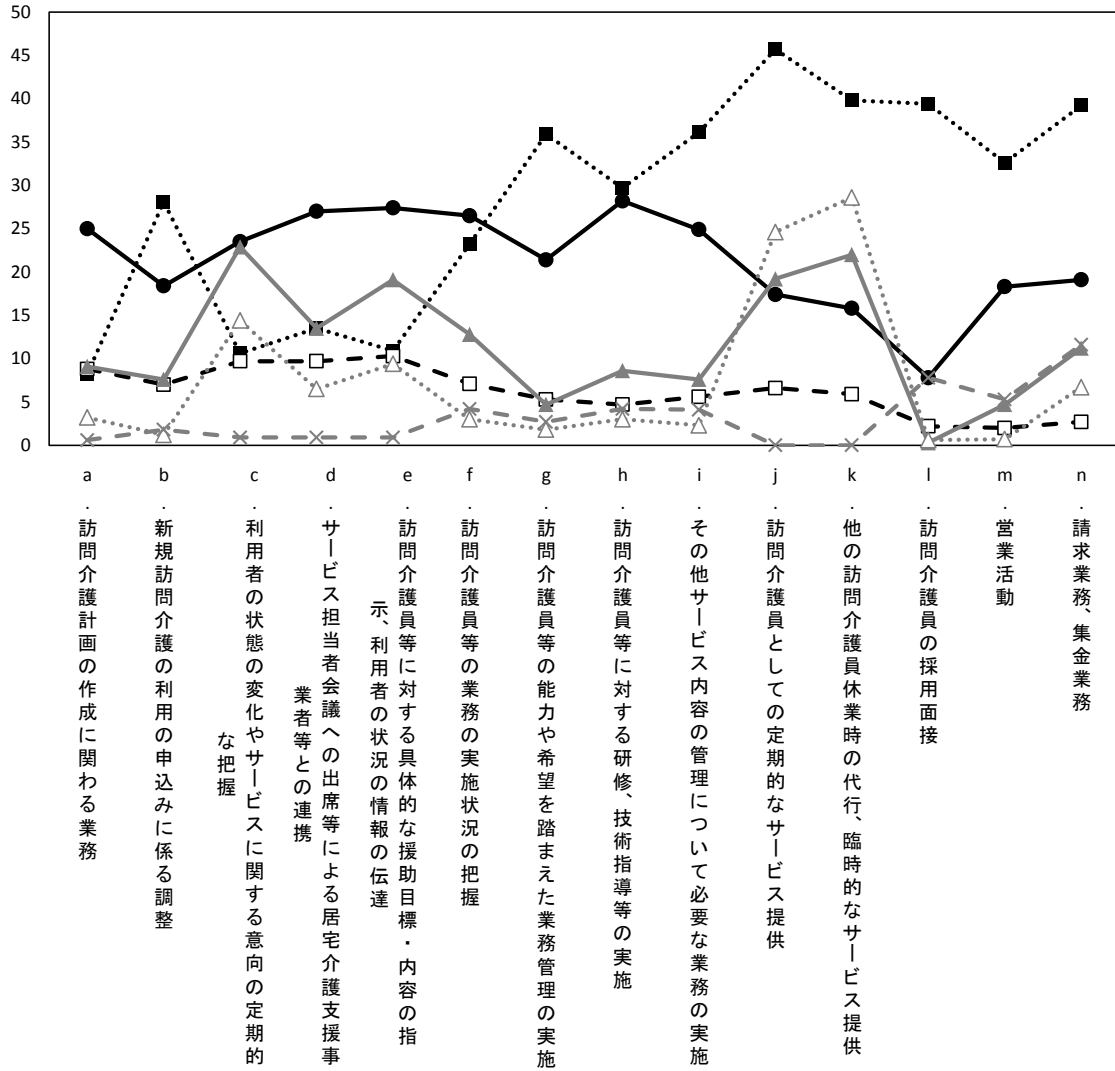 50
45
40
35
30
25
20
15
10
5
0
a.訪問介護計画の作成に関わる業務
b.新規訪問介護の利用の申込みに係る調整
c.利用者の状態の変化やサービスに関する意向の定期的
な把握
d.サービス担当者会議への出席等による居宅介護支援事
業者等との連携
e.訪問介護員等に対する具体的な援助目標・内容の指
示、利用者の状況の情報の伝達
f.訪問介護員等の業務の実施状況の把握
g.訪問介護員等の能力や希望を踏まえた業務管理の実施
h.訪問介護員等に対する研修、技術指導等の実施
i.その他サービス内容の管理について必要な業務の実施
j.訪問介護員としての定期的なサービス提供
k.他の訪問介護員休業時の代行、臨時的なサービス提供
l.訪問介護員の採用面接
m.営業活動
n.請求業務、集金業務